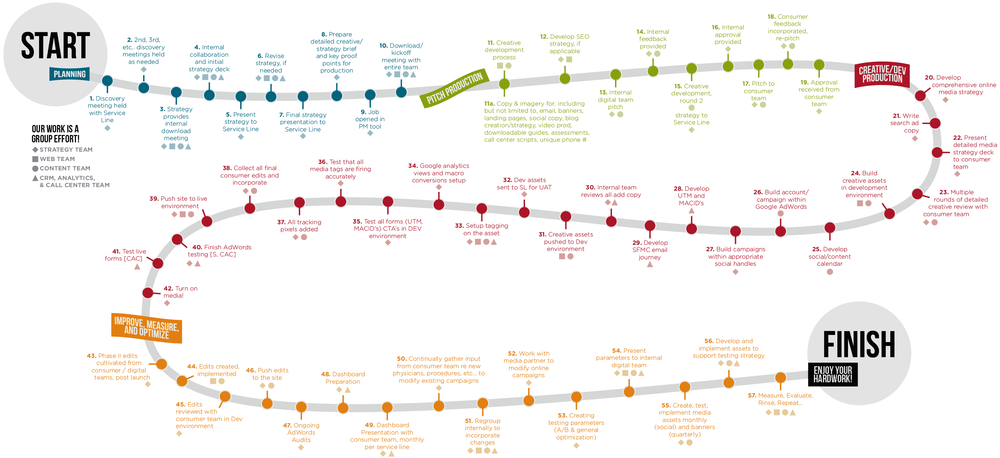 START
PLANNING
1. Discovery
meeting held
with Service
Line
2. 2nd, 3rd,
etc.. discovery
meetings held
as needed
3. Strategy
provides
internal
download
meeting
4. Internal
collaboration
and initial
strategy deck
5. Present
strategy to
Service Line
6. Revise
strategy, if
needed
7. Final strategy
presentation to
Service Line
8. Prepare
detailed creative/
strategy brief
and key proof
points for
production
9. Job
opened in
PM tool
10. Download/
kickoff
meeting with
entire team
OUR WORK IS A
GROUP EFFORT!
STRATEGY TEAM
WEB TEAM
CONTENT TEAM
CRM, ANALYTICS,
& CALL CENTER TEAM
PITCH PRODUCTION
11. Creative
development
process
11a. Copy & imagery for; including
but not limited to, email, banners,
landing pages, social copy, blog
creation/strategy, video prod,
downloadable guides, assessments,
call center scripts, unique phone #
12. Develop SEO
strategy, if
applicable
13. Internal
digital team
pitch
14. Internal
feedback
provided
15. Creative
development,
round 2
strategy to
Service Line
16. Internal
approval
provided
17. Pitch to
consumer
team
18. Consumer
feedback
incorporated,
re-pitch
19. Approval
received from
consumer
team
CREATIVE/DEV
PRODUCTION
20. Develop
comprehensive online
media strategy
21. Write
search ad
copy
22. Present
detailed media
strategy deck
to consumer
team
23. Multiple
rounds of detailed
creative review with
consumer team
24. Build
creative assets
in development
environment
25. Develop
social/content
calendar
26. Build account/
campaign within
Google AdWords
27. Build campaigns
within appropriate
social handles
28. Develop
UTM and
MACID's
29. Develop
SFMC email
journey
30. Internal team
reviews all add copy
31. Creative assets
pushed to Dev
environment
32. Dev assets
sent to SL for UAT
33. Setup tagging
on the asset
34. Google analytics
views and macro
conversions setup
35. Test all forms (UTM,
MACID's) CTA's in DEV
environment
36. Test that all
media tags are firing
accurately
37. All tracking
pixels added
38. Collect all final
consumer edits and
incorporate
39. Push site to live
environment
40. Finish AdWords
testing [S, CAC]
41. Test live
forms [CAC]
42. Turn on
media!
IMPROVE, MEASURE,
AND OPTIMIZE
43. Phase II edits
cultivated from
consumer / digital
teams, post launch
44. Edits created,
implemented
45. Edits
reviewed with
consumer team in Dev
environment
46. Push edits
to the site
47. Ongoing
AdWords
Audits
48. Dashboard
Preparation
49. Dashboard
Presentation with
consumer team, monthly
per service line
50. Continually gather input
from consumer team re new
physicians, procedures, etc... to
modify existing campaigns
51. Regroup
internally to
incorporate
changes
52. Work with
media partner to
modify online
campaigns
53. Creating
testing parameters
(A/B & general
optimization)
54. Present
parameters to internal
digital team
55. Create, test,
implement media
assets monthly
(social) and banners
(quarterly)
56. Develop and
implement assets to
support testing strategy
57. Measure, Evaluate,
Rinse, Repeat...
FINISH
ENJOY YOUR
HARDWORK!